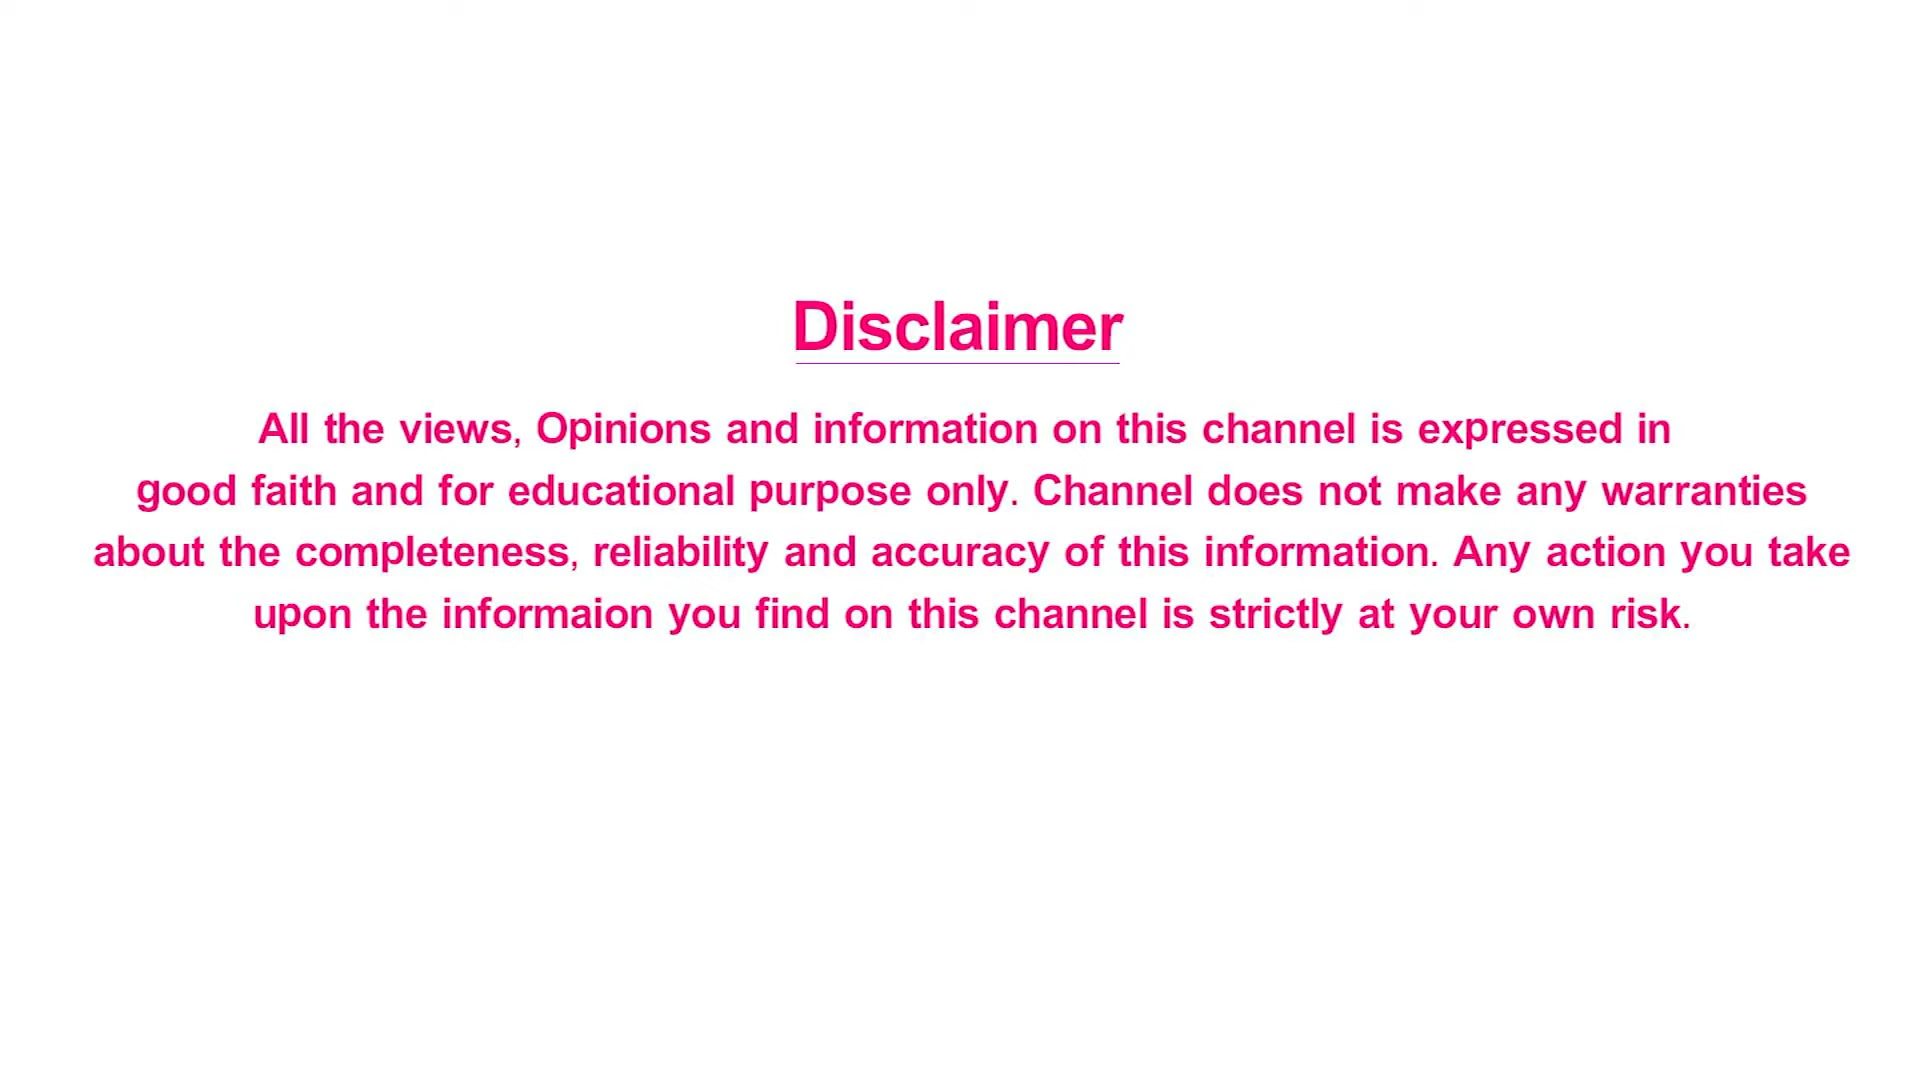 Disclaimer
All the views, Opinions and information on this channel is expressed in
good faith and for educational purpose only. Channel does not make any warranties
about the completeness, reliability and accuracy of this information. Any action you take
upon the informaion you find on this channel is strictly at your own risk.